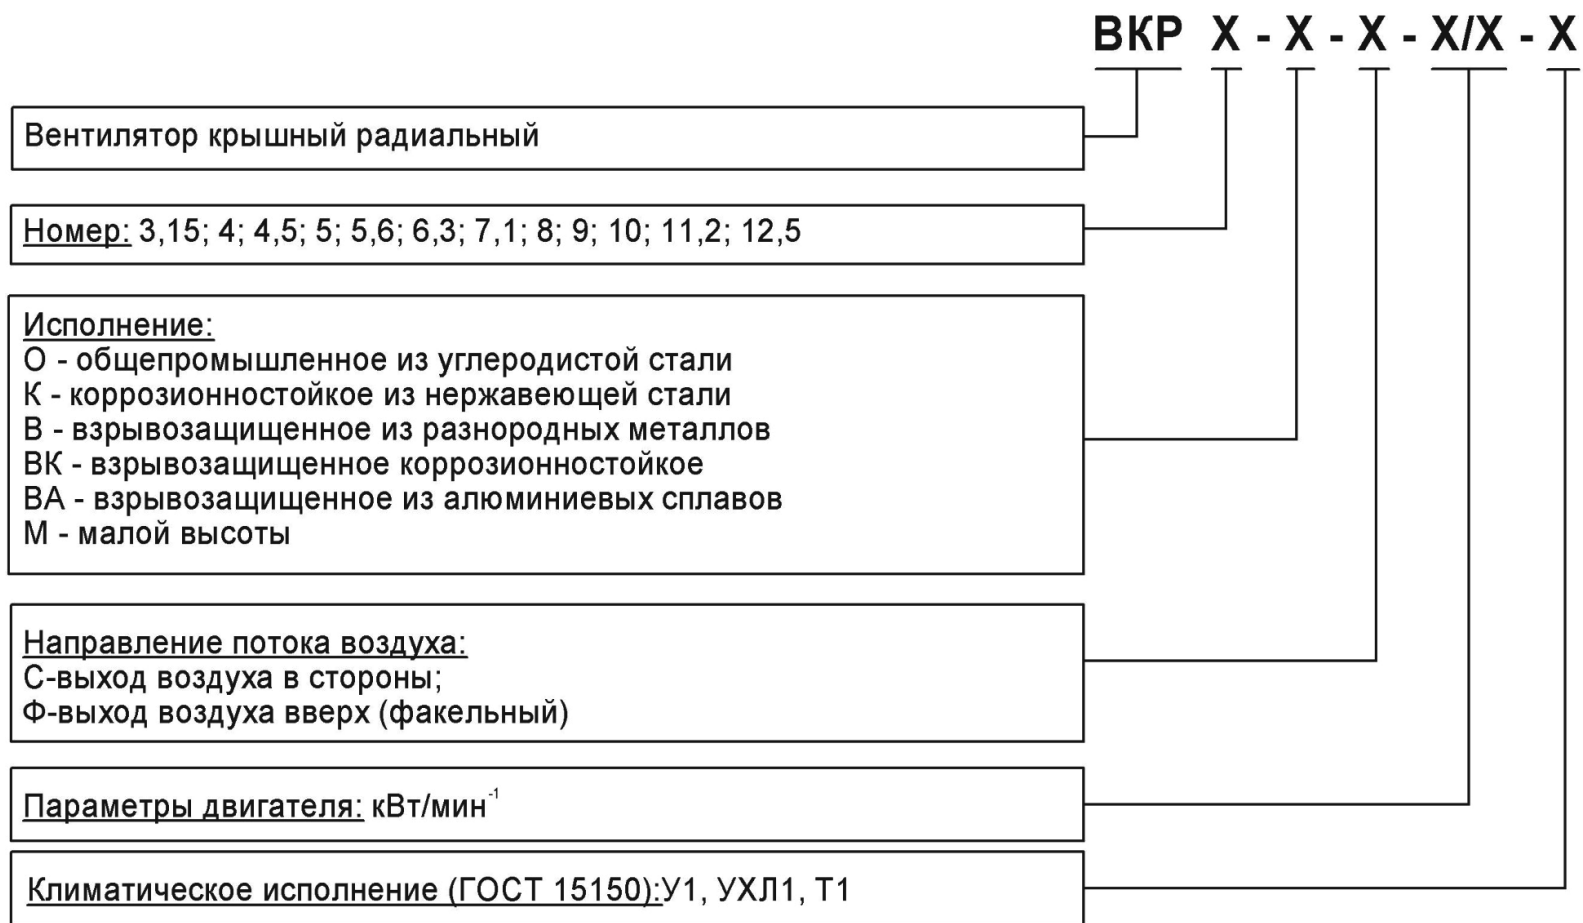 ВКР X - X - X - X/X - X
Вентилятор крышный радиальный
Номер: 3,15; 4; 4,5; 5; 5,6; 6,3; 7,1; 8; 9; 10; 11,2; 12,5
Исполнение:
О - общепромышленное из углеродистой стали
К - коррозионностойкое из нержавеющей стали
В - взрывозащищенное из разнородных металлов
ВК - взрывозащищенное коррозионностойкое
ВА - взрывозащищенное из алюминиевых сплавов
М - малой высоты
Направление потока воздуха:
С-выход воздуха в стороны;
Ф-выход воздуха вверх (факельный)
Параметры двигателя: кВт/мин⁻¹
Климатическое исполнение (ГОСТ 15150):У1, УХЛ1, Т1